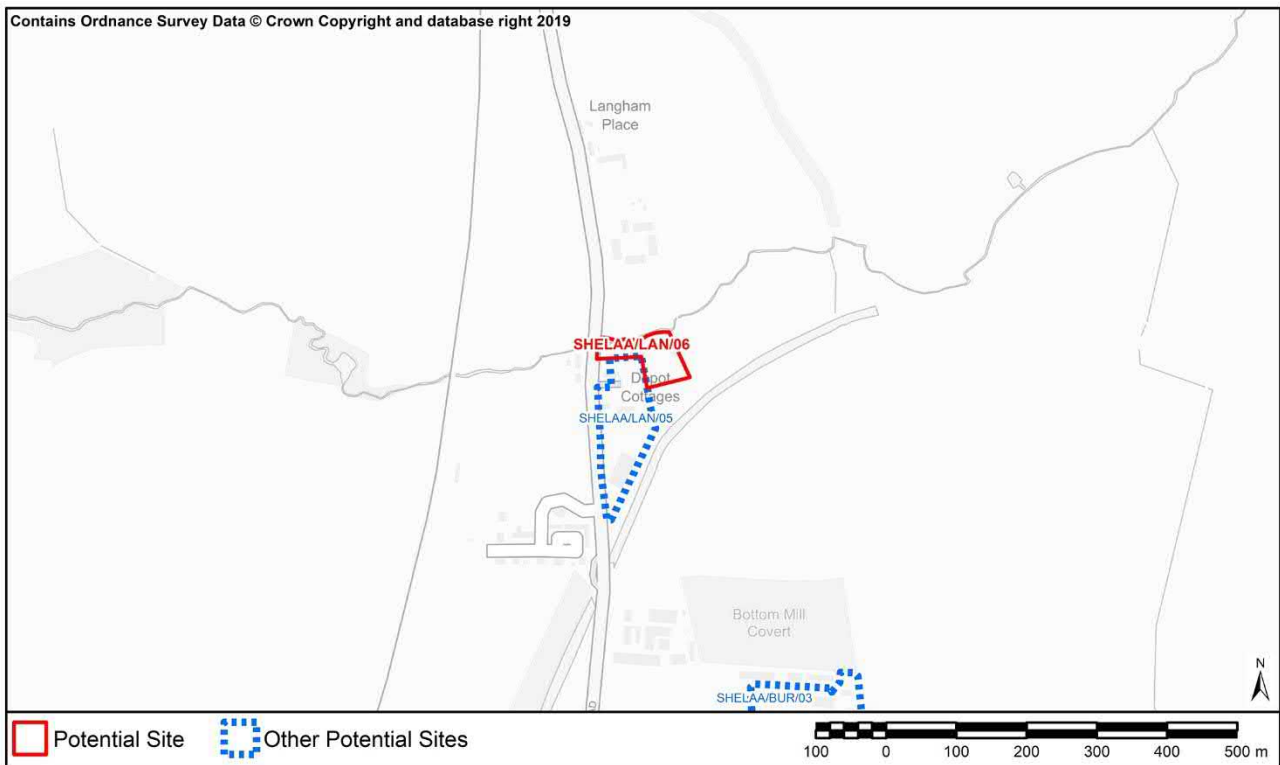 Contains Ordnance Survey Data © Crown Copyright and database right 2019
Langham
Place
SHELAA/LAN/06
Depot
Cottages
SHELAA/LAN/05
Bottom Mill
Covert
SHELAA/BUR/03
N
Potential Site
Other Potential Sites
100 0 100 200 300 400 500 m